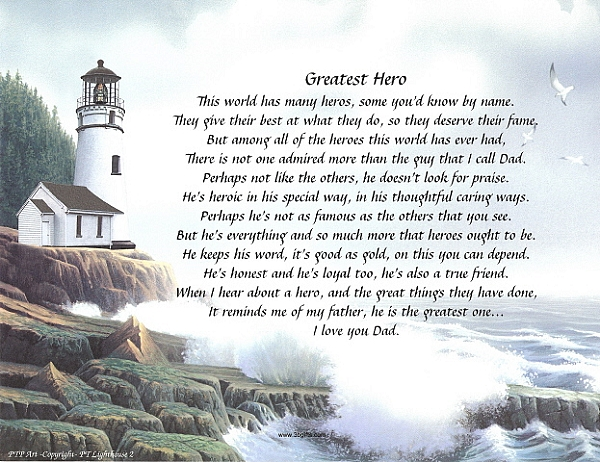 Greatest Hero
This world has many heros, some you'd know by name.
They give their best at what they do, so they deserve their fame.
But among all of the heroes this world has ever had,
There is not one admired more than the guy that I call Dad.
Perhaps not like the others, he doesn't look for praise.
He's heroic in his special way, in his thoughtful caring ways.
Perhaps he's not as famous as the others that you see.
But he's everything and so much more that heroes ought to be.
He keeps his word, it's good as gold, on this you can depend.
He's honest and he's loyal too, he's also a true friend.
When I hear about a hero, and the great things they have done,
It reminds me of my father, he is the greatest one...
I love you Dad.
www.3bgifts.com
PTP Art -Copyright- PT Lighthouse 2